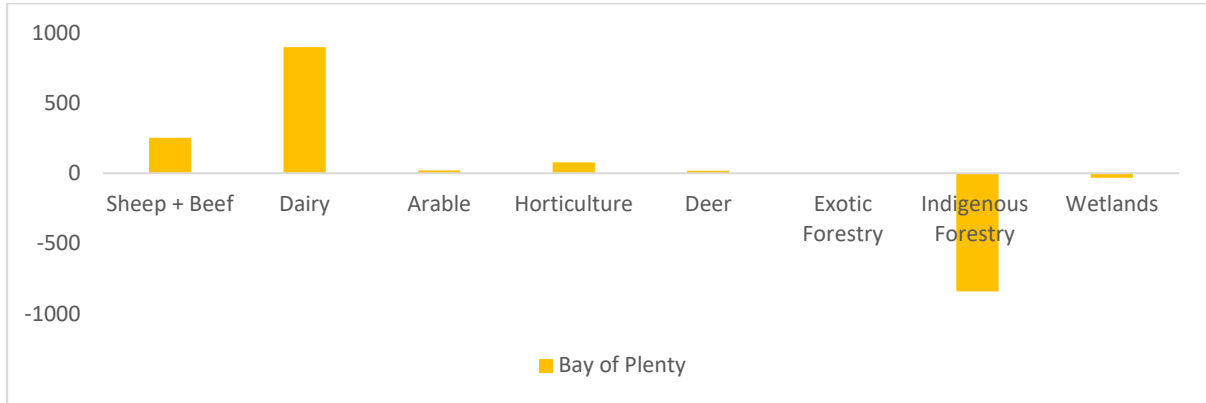 1000
500
0
-500
-1000
Sheep + Beef
Dairy
Arable
Horticulture
Deer
Exotic
Forestry
Indigenous
Forestry
Wetlands
Bay of Plenty